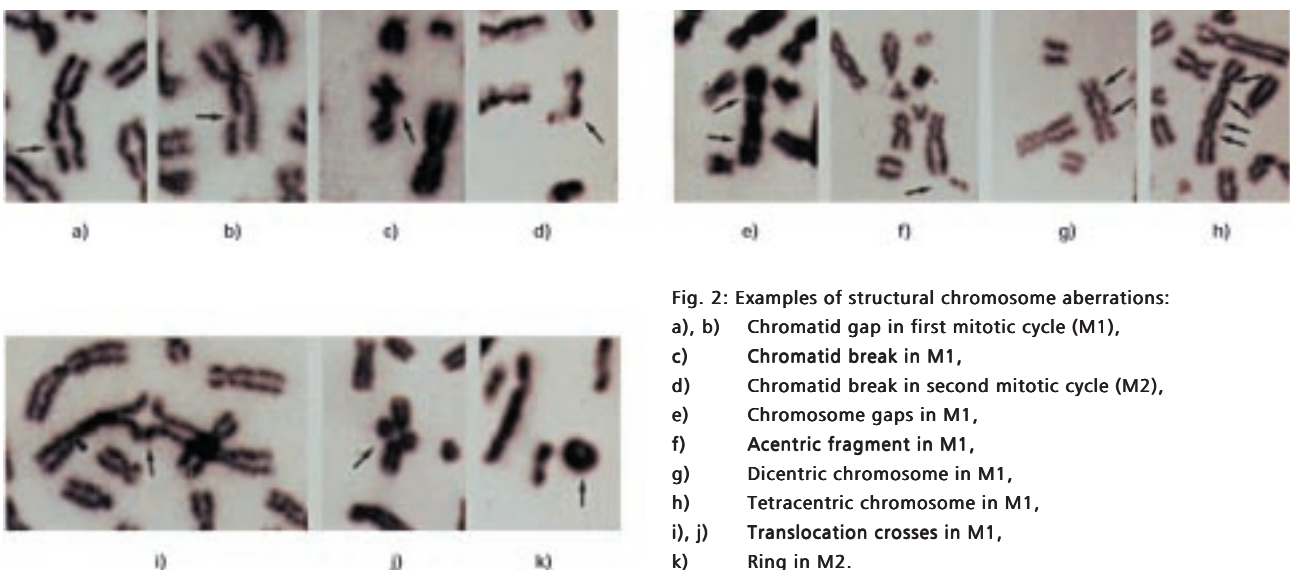 a) b) c) d) e) f) g) h)
Fig. 2: Examples of structural chromosome aberrations:
a), b) Chromatid gap in first mitotic cycle (M1),
c) Chromatid break in M1,
d) Chromatid break in second mitotic cycle (M2),
e) Chromosome gaps in M1,
f) Acentric fragment in M1,
g) Dicentric chromosome in M1,
h) Tetracentric chromosome in M1,
i), j) Translocation crosses in M1,
k) Ring in M2.
i) j) k)